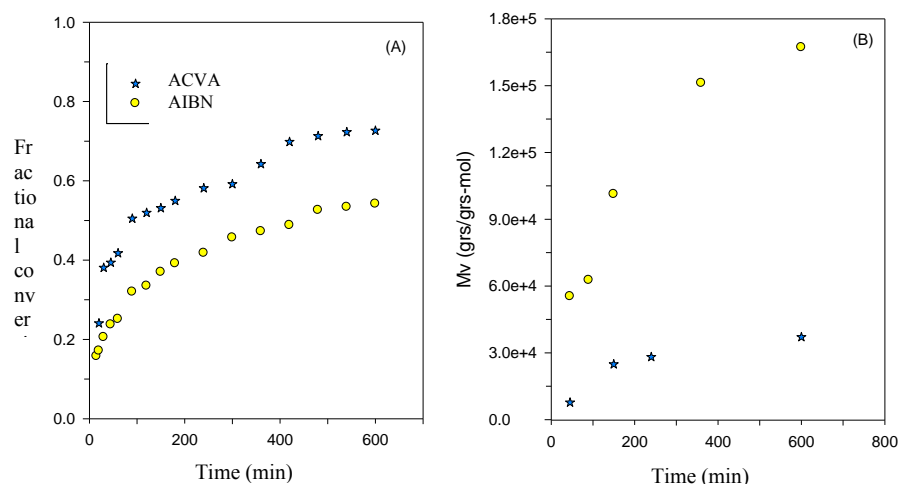 (A)
ACVA
AIBN
Fr
ac
tio
na
l
co
nv
er
1.0
0.8
0.6
0.4
0.2
0.0
0 200 400 600
Time (min)
(B)
Mv (grs/grs-mol)
1.8e+5
1.5e+5
1.2e+5
9.0e+4
6.0e+4
3.0e+4
0.0
0 200 400 600 800
Time (min)